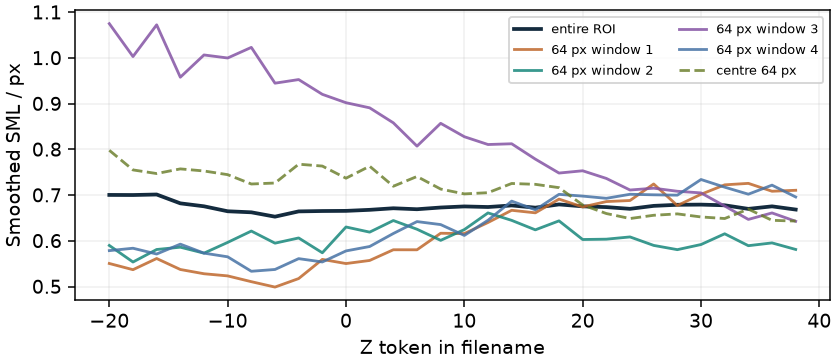 Smoothed SML / px
1.1
1.0
0.9
0.8
0.7
0.6
0.5
entire ROI
64 px window 1
64 px window 2
64 px window 3
64 px window 4
centre 64 px
−20
−10
0
10
20
30
40
Z token in filename